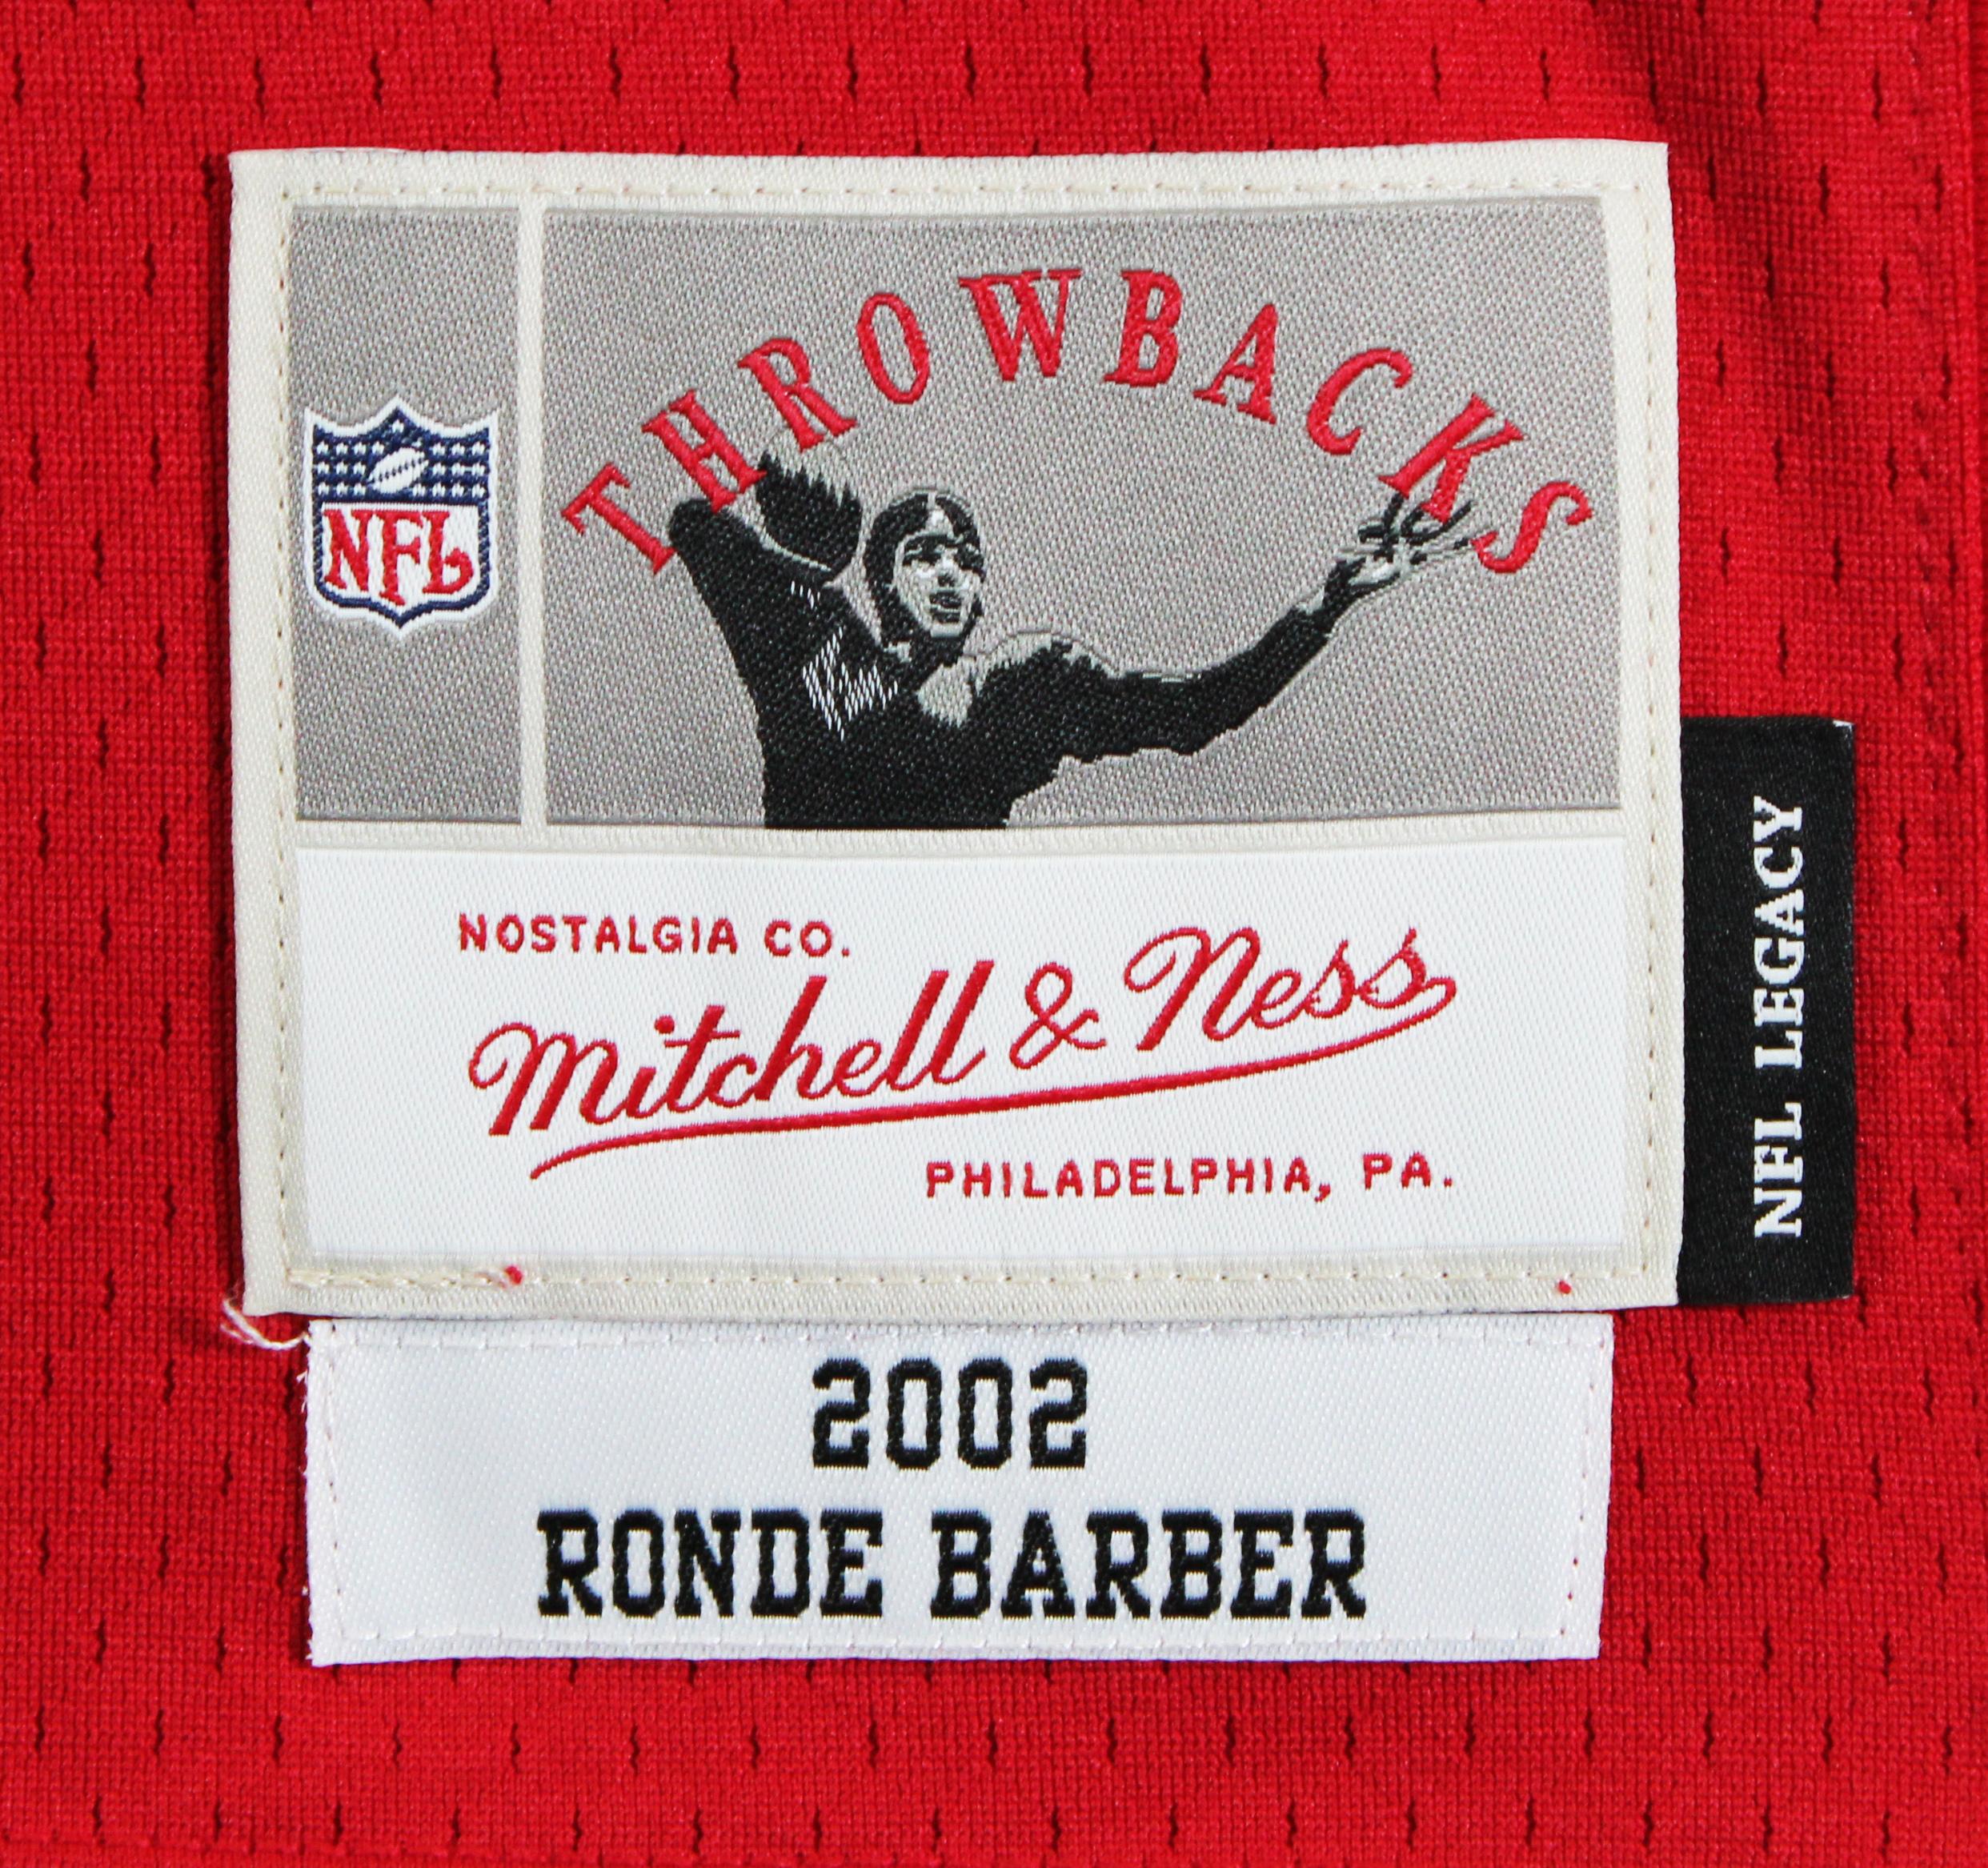 THROWBACKS
NFL
NOSTALGIA CO.
Mitchell & Ness
PHILADELPHIA, PA.
NFL LEGACY
2002
RONDE BARBER